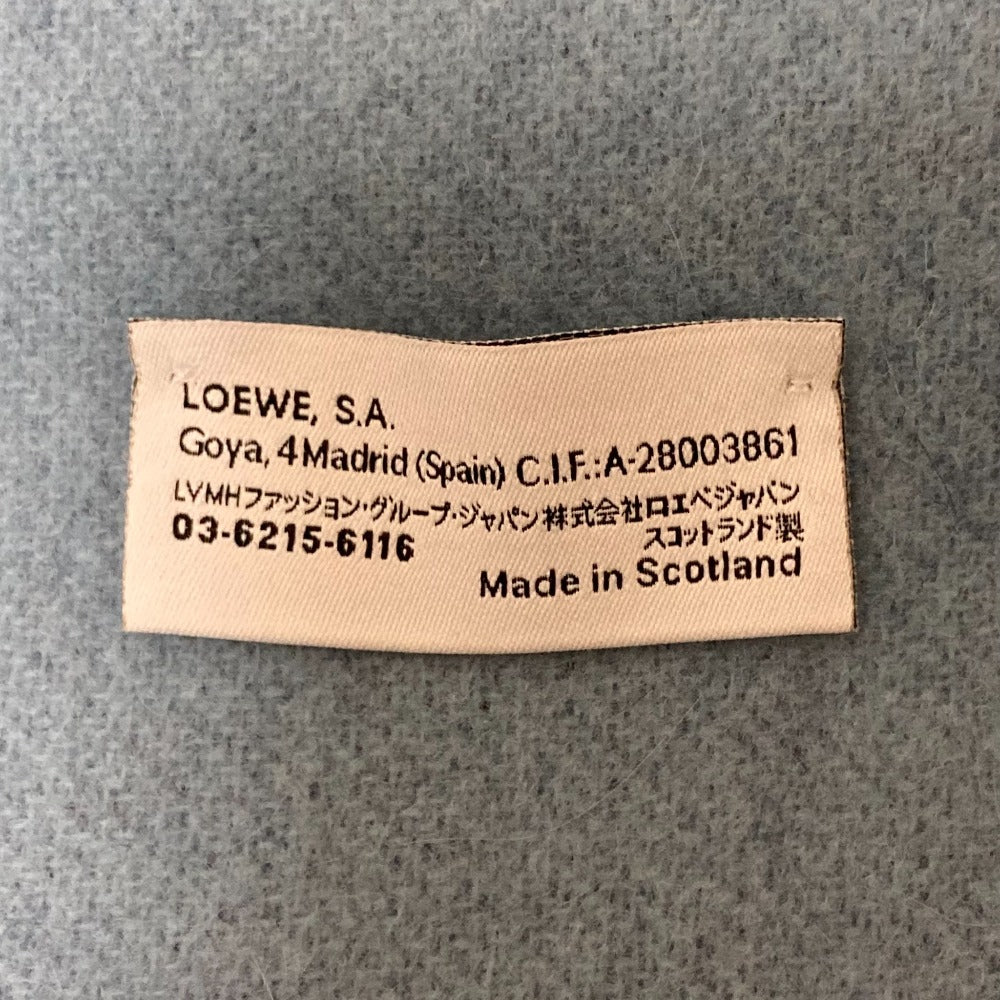 LOEWE, S.A.
Goya, 4 Madrid (Spain) C.I.F.:A-28003861
LVMHファッション・グループ・ジャパン株式会社ロエベジャパン
03-6215-6116 スコットランド製
Made in Scotland